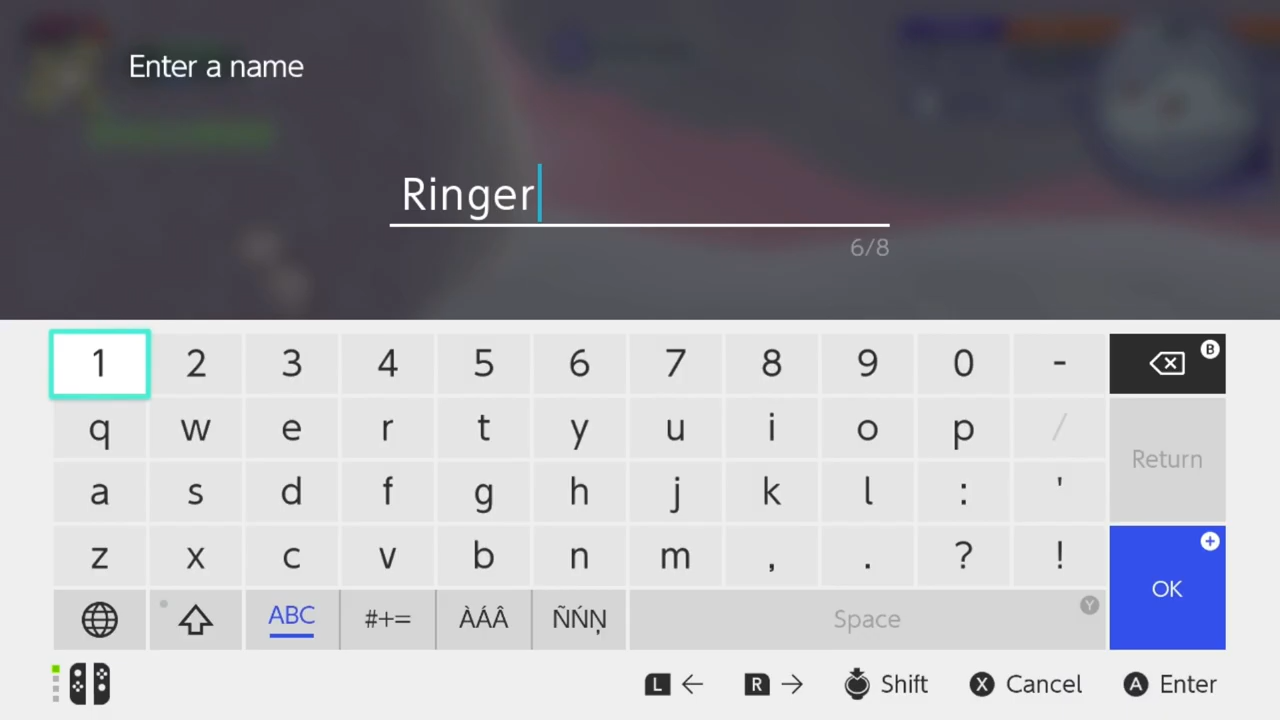 Enter a name
Ringer
6/8
1 2 3 4 5 6 7 8 9 0 - B
q w e r t y u i o p /
Return
a s d f g h j k l : '
z x c v b n m , . ? ! +
OK
ABC #+= ÀÁÂ ÑŃŅ Space Y
L ← R → Shift X Cancel A Enter